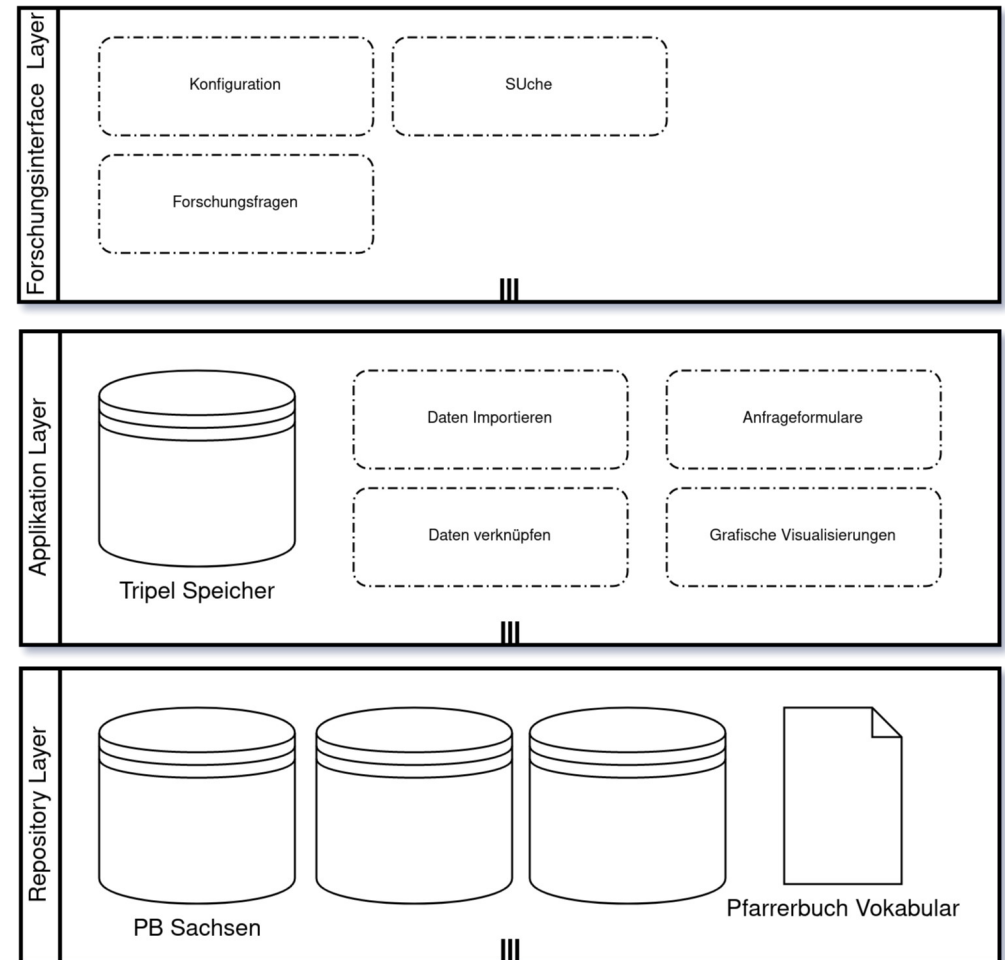 Forschungsinterface Layer
Konfiguration
SUche
Forschungsfragen
Applikation Layer
Tripel Speicher
Daten Importieren
Anfrageformulare
Daten verknüpfen
Grafische Visualisierungen
Repository Layer
PB Sachsen
Pfarrerbuch Vokabular